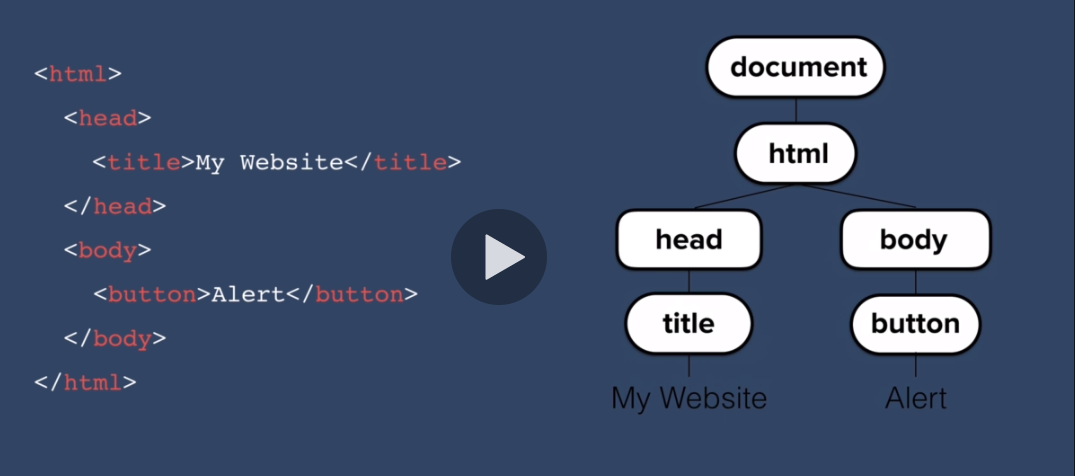 <html>
<head>
<title>My Website</title>
</head>
<body>
<button>Alert</button>
</body>
</html>
document
html
head body
title button
My Website Alert